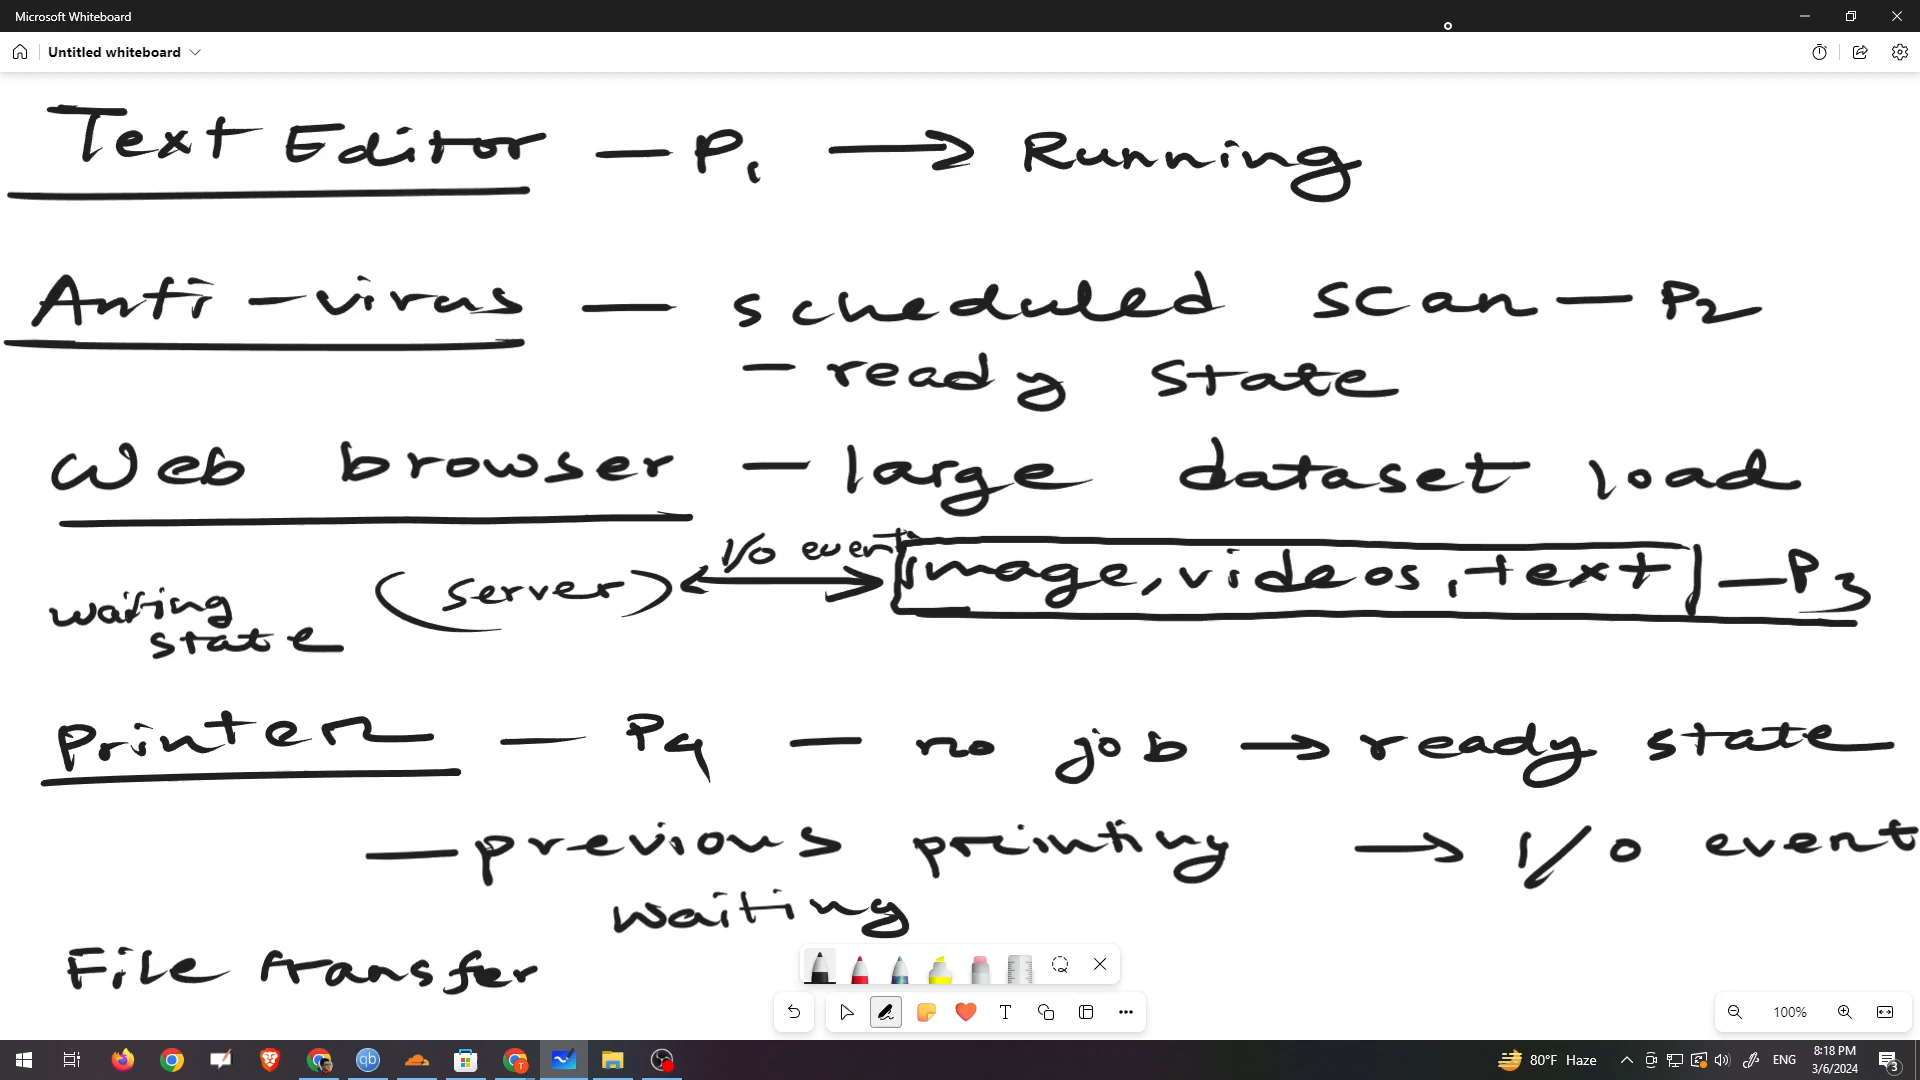 Microsoft Whiteboard
Untitled whiteboard
Text Editor — P1 → Running
Anti-virus — scheduled scan — P2
- ready state
Web browser — large dataset load
waiting state (server) ↔ I/O event image, videos, text — P3
Printer — P4 — no job → ready state
— previous printing → I/O event
waiting
File transfer
100%
80°F Haze
ENG
8:18 PM
3/6/2024
3